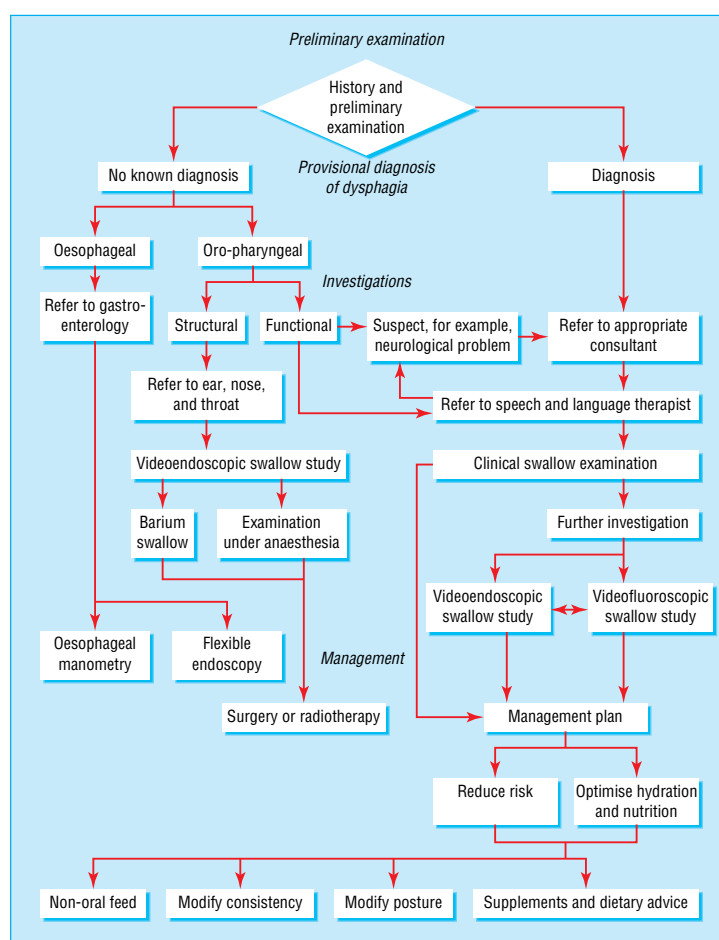 Preliminary examination
History and
preliminary
examination
Provisional diagnosis
of dysphagia
No known diagnosis
Diagnosis
Oesophageal
Oro-pharyngeal
Investigations
Refer to gastro-
enterology
Structural
Functional
Suspect, for example,
neurological problem
Refer to appropriate
consultant
Refer to ear, nose,
and throat
Refer to speech and language therapist
Videoendoscopic swallow study
Clinical swallow examination
Barium
swallow
Examination
under anaesthesia
Further investigation
Videoendoscopic
swallow study
Videofluoroscopic
swallow study
Oesophageal
manometry
Flexible
endoscopy
Management
Surgery or radiotherapy
Management plan
Reduce risk
Optimise hydration
and nutrition
Non-oral feed
Modify consistency
Modify posture
Supplements and dietary advice